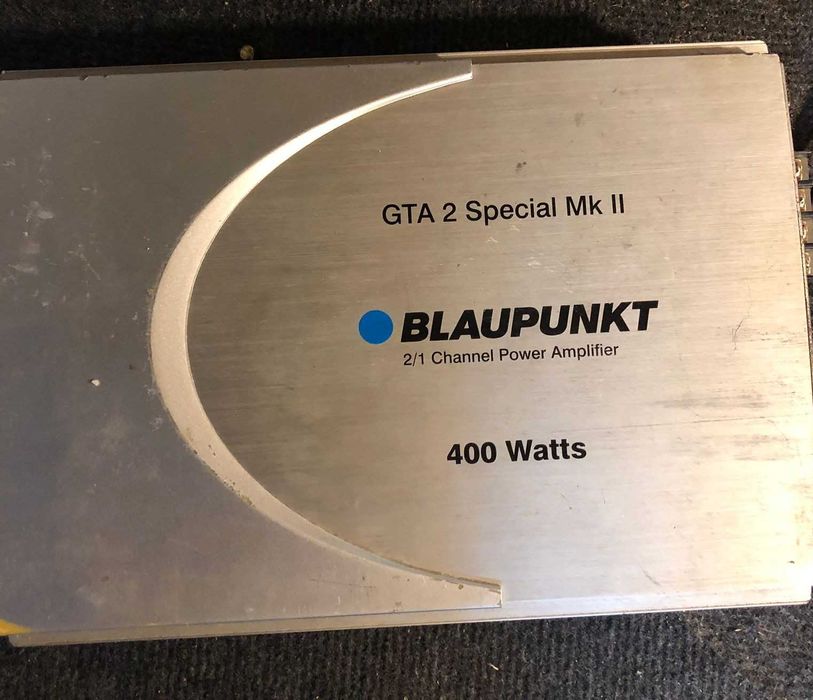 GTA 2 Special Mk II
BLAUPUNKT
2/1 Channel Power Amplifier
400 Watts